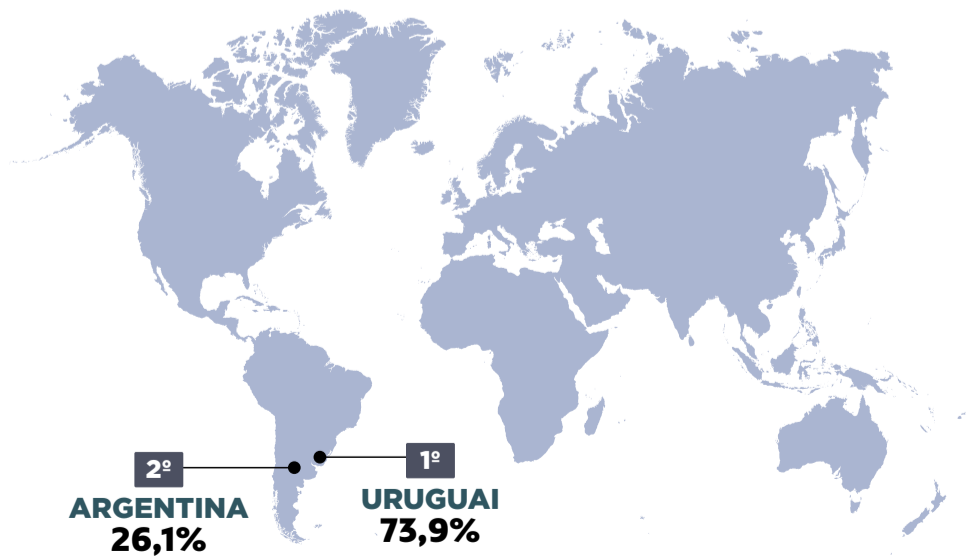 2º
ARGENTINA
26,1%
1º
URUGUAI
73,9%